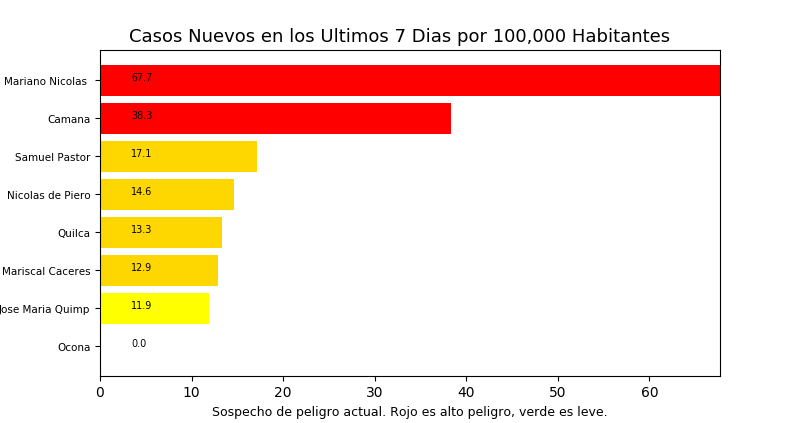 Casos Nuevos en los Ultimos 7 Dias por 100,000 Habitantes
Mariano Nicolas 67.7
Camana 38.3
Samuel Pastor 17.1
Nicolas de Piero 14.6
Quilca 13.3
Mariscal Caceres 12.9
Jose Maria Quimp 11.9
Ocona 0.0
0 10 20 30 40 50 60
Sospecho de peligro actual. Rojo es alto peligro, verde es leve.